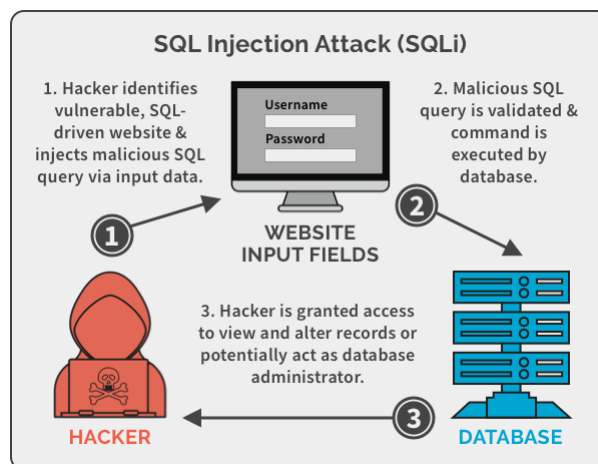 SQL Injection Attack (SQLi)
1. Hacker identifies
vulnerable, SQL-
driven website &
injects malicious SQL
query via input data.
Username
Password
2. Malicious SQL
query is validated &
command is
executed by
database.
1
2
WEBSITE
INPUT FIELDS
3. Hacker is granted access
to view and alter records or
potentially act as database
administrator.
3
HACKER
DATABASE